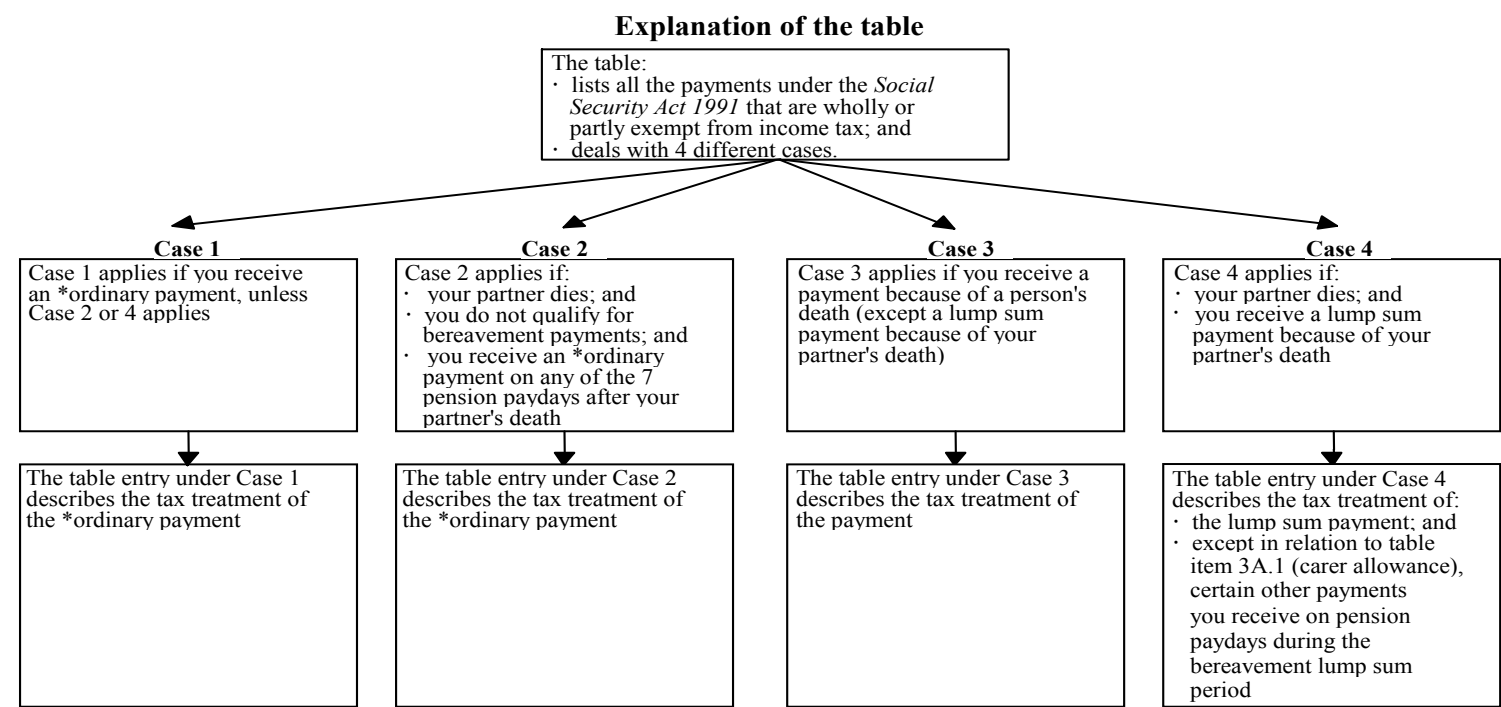 Explanation of the table
The table:
· lists all the payments under the Social
Security Act 1991 that are wholly or
partly exempt from income tax; and
· deals with 4 different cases.
Case 1
Case 1 applies if you receive
an *ordinary payment, unless
Case 2 or 4 applies
The table entry under Case 1
describes the tax treatment of
the *ordinary payment
Case 2
Case 2 applies if:
· your partner dies; and
· you do not qualify for
bereavement payments; and
· you receive an *ordinary
payment on any of the 7
pension paydays after your
partner's death
The table entry under Case 2
describes the tax treatment of
the *ordinary payment
Case 3
Case 3 applies if you receive a
payment because of a person's
death (except a lump sum
payment because of your
partner's death)
The table entry under Case 3
describes the tax treatment of
the payment
Case 4
Case 4 applies if:
· your partner dies; and
· you receive a lump sum
payment because of your
partner's death
The table entry under Case 4
describes the tax treatment of:
· the lump sum payment; and
· except in relation to table
item 3A.1 (carer allowance),
certain other payments
you receive on pension
paydays during the
bereavement lump sum
period